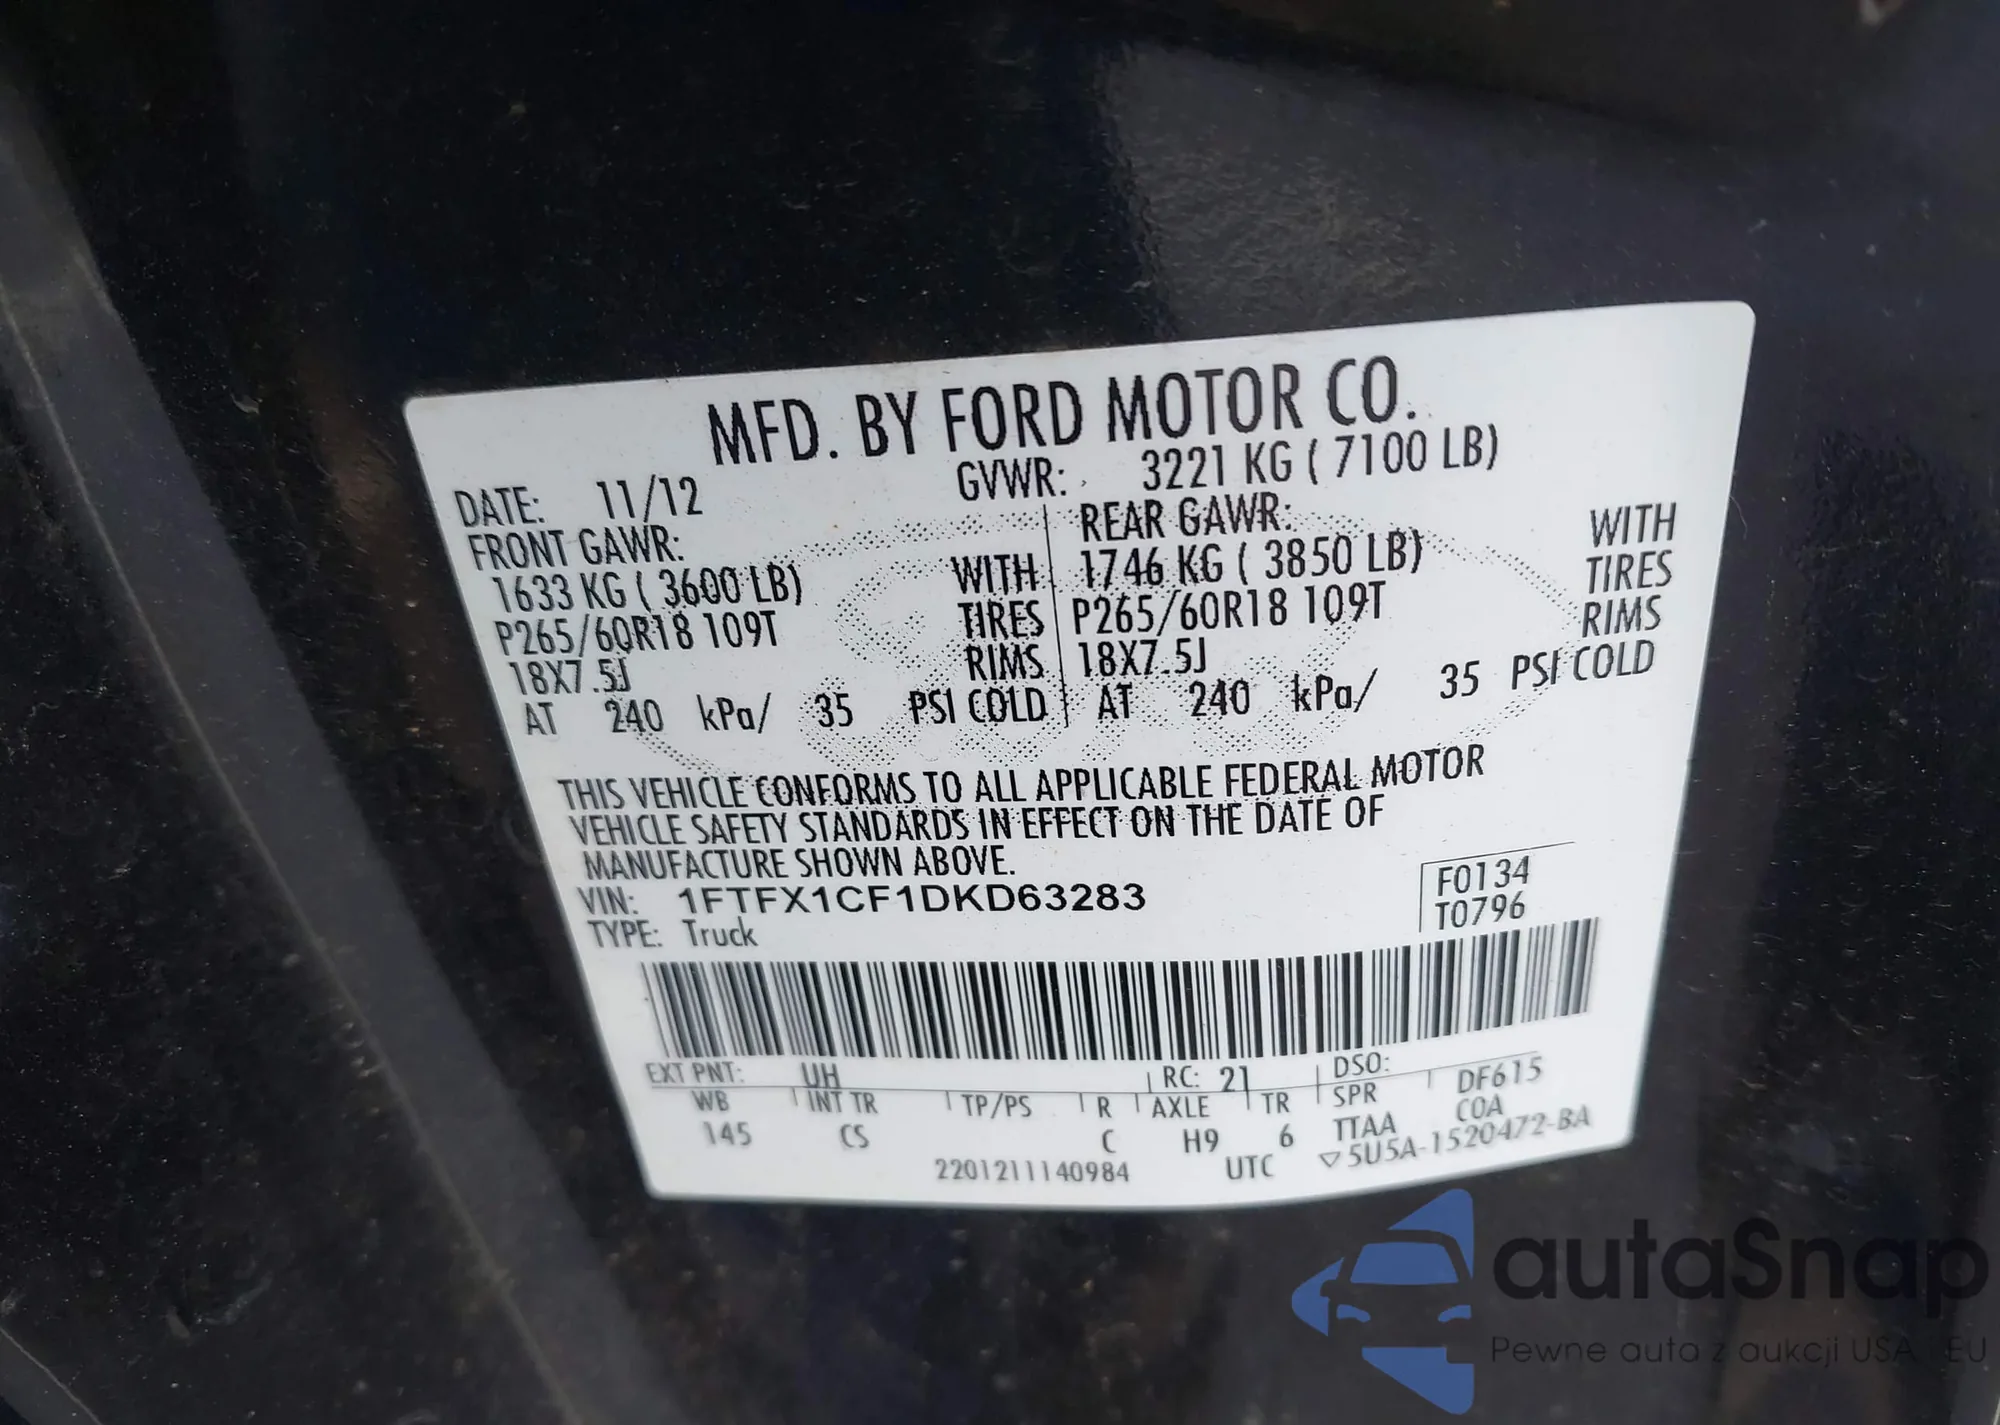 MFD. BY FORD MOTOR CO.
DATE: 11/12 GVWR: 3221 KG ( 7100 LB)
FRONT GAWR: REAR GAWR: WITH
1633 KG ( 3600 LB) WITH 1746 KG ( 3850 LB) TIRES
P265/60R18 109T TIRES P265/60R18 109T RIMS
18X7.5J RIMS 18X7.5J
AT 240 kPa/ 35 PSI COLD AT 240 kPa/ 35 PSI COLD
THIS VEHICLE CONFORMS TO ALL APPLICABLE FEDERAL MOTOR
VEHICLE SAFETY STANDARDS IN EFFECT ON THE DATE OF
MANUFACTURE SHOWN ABOVE.
VIN: 1FTFX1CF1DKD63283 F0134
TYPE: Truck T0796
EXT PNT: UH RC: 21 DSO: DF615
WB INT TR TP/PS R AXLE TR SPR COA
145 CS C H9 6 TTAA
2201211140984 UTC ▽5U5A-1520472-BA
autaSnap
Pewne auta z aukcji USA i EU